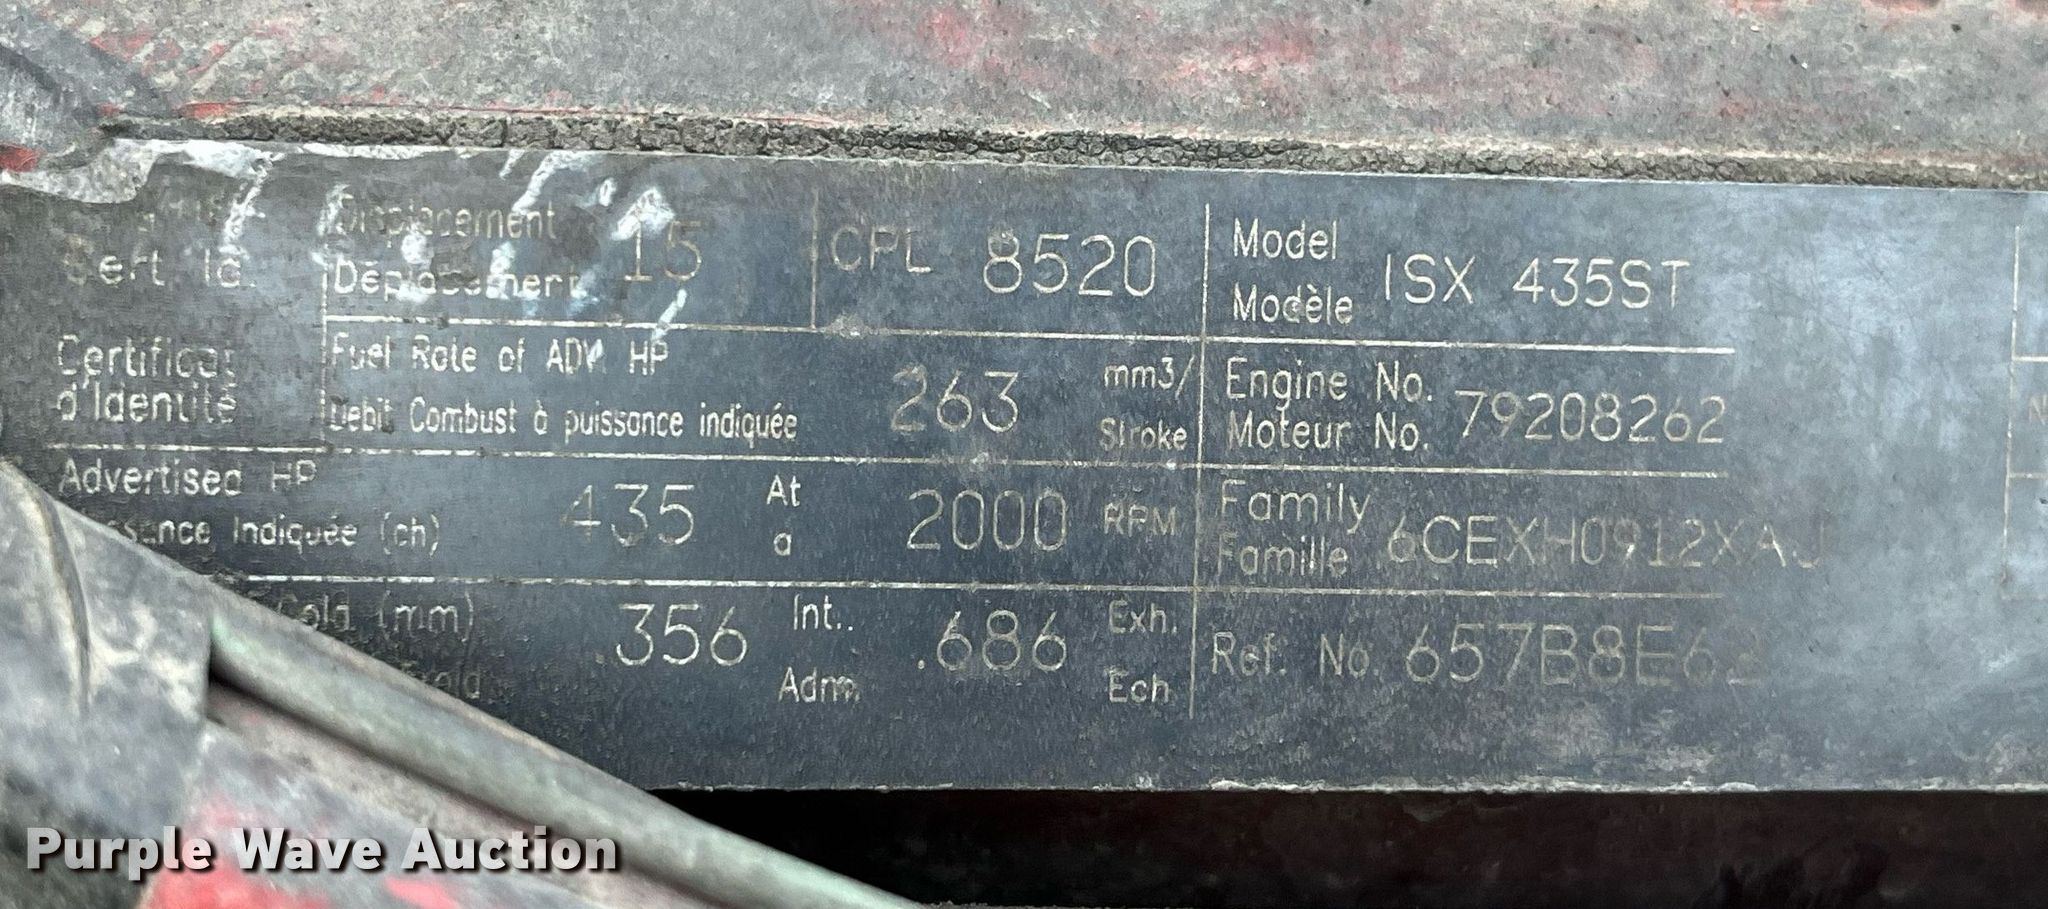 Cert. Id.
Certificat
d'Identité
Displacement
Déplacement
15
CPL 8520
Model
Modèle
ISX 435ST
Fuel Rate of ADV. HP
Debit Combust à puissance indiquée
263
mm3/
Stroke
Engine No.
Moteur No.
79208262
Advertised HP
Indiquée (ch)
435
At
a
2000
RPM
Family
Famille
6CEXH0912XAJ
Cold (mm)
.356
Int.
Adm.
.686
Exh.
Ech
Ref. No.
Purple Wave Auction